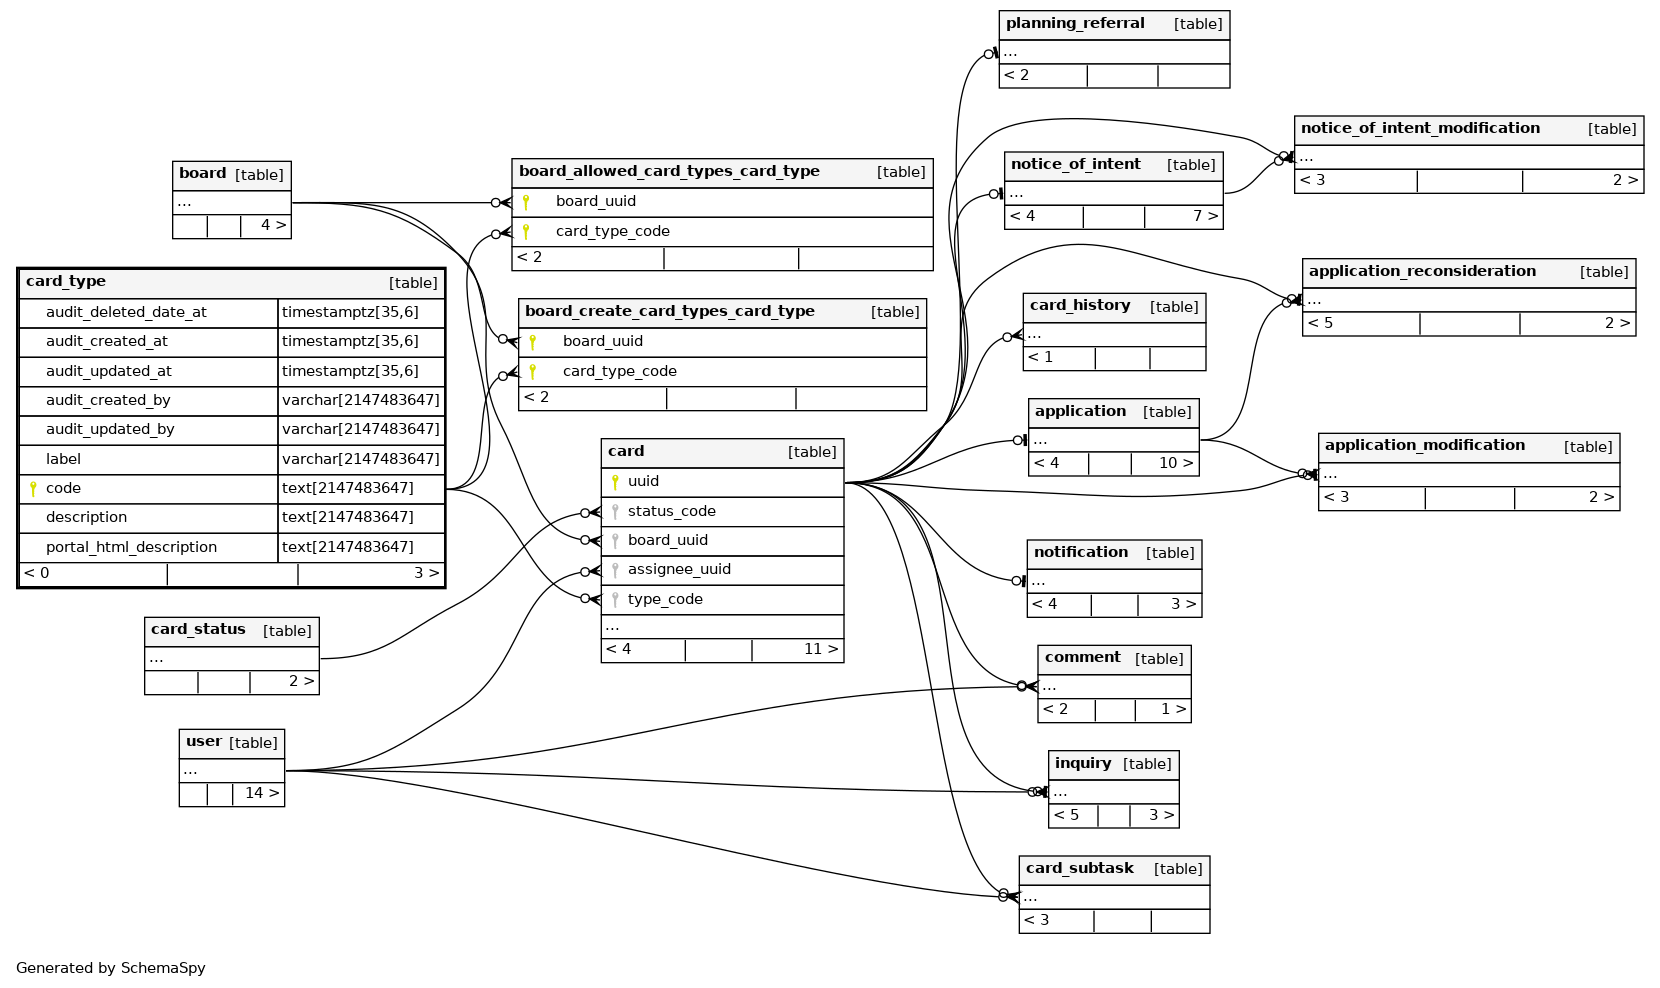 planning_referral [table]
...
< 2
notice_of_intent_modification [table]
...
< 3 2 >
notice_of_intent [table]
...
< 4 7 >
board [table]
...
4 >
board_allowed_card_types_card_type [table]
board_uuid
card_type_code
< 2
application_reconsideration [table]
...
< 5 2 >
card_type [table]
audit_deleted_date_at timestamptz[35,6]
audit_created_at timestamptz[35,6]
audit_updated_at timestamptz[35,6]
audit_created_by varchar[2147483647]
audit_updated_by varchar[2147483647]
label varchar[2147483647]
code text[2147483647]
description text[2147483647]
portal_html_description text[2147483647]
< 0 3 >
board_create_card_types_card_type [table]
board_uuid
card_type_code
< 2
card_history [table]
...
< 1
application [table]
...
< 4 10 >
application_modification [table]
...
< 3 2 >
card [table]
uuid
status_code
board_uuid
assignee_uuid
type_code
...
< 4 11 >
notification [table]
...
< 4 3 >
card_status [table]
...
2 >
comment [table]
...
< 2 1 >
user [table]
...
14 >
inquiry [table]
...
< 5 3 >
card_subtask [table]
...
< 3
Generated by SchemaSpy